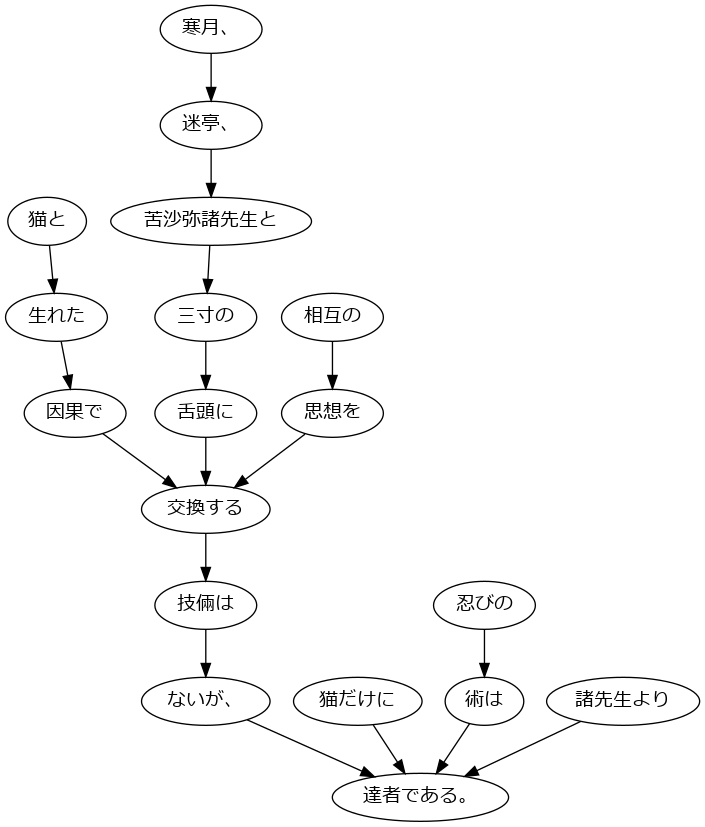 寒月、
迷亭、
猫と
苦沙弥諸先生と
生れた
三寸の
相互の
因果で
舌頭に
思想を
交換する
技倆は
忍びの
ないが、
猫だけに
術は
諸先生より
達者である。